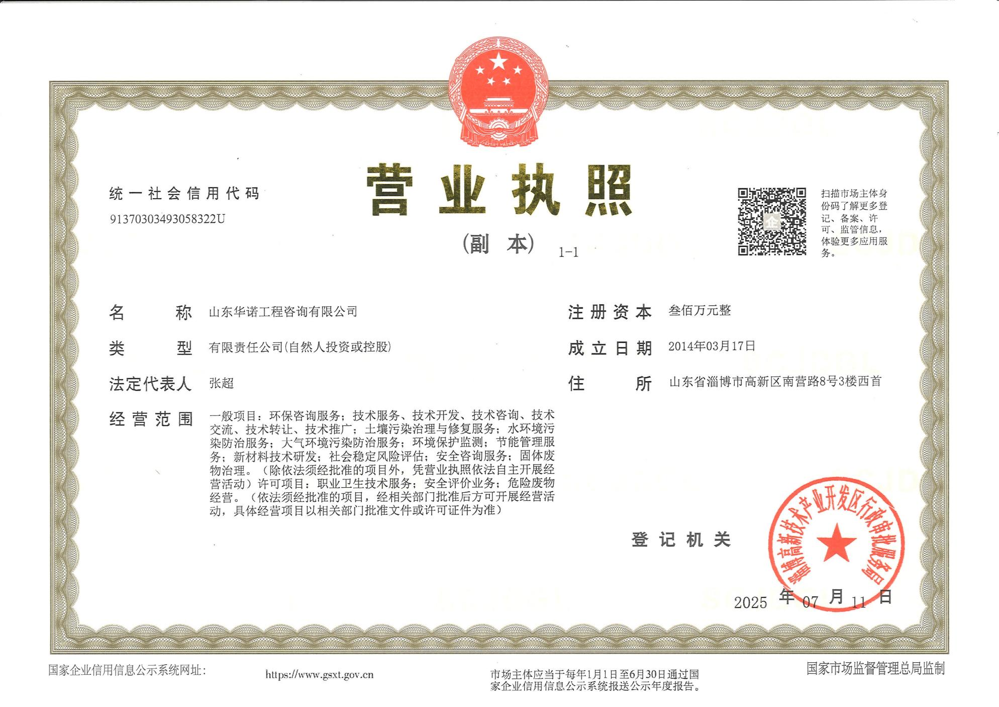 营业执照
(副 本)
1-1
统一社会信用代码
91370303493058322U
企
扫描市场主体身
份码了解更多登
记、备案、许
可、监管信息，
体验更多应用服
务。
名称 山东华诺工程咨询有限公司
类型 有限责任公司(自然人投资或控股)
法定代表人 张超
经营范围 一般项目：环保咨询服务；技术服务、技术开发、技术咨询、技术
交流、技术转让、技术推广；土壤污染治理与修复服务；水环境污
染防治服务；大气环境污染防治服务；环境保护监测；节能管理服
务；新材料技术研发；社会稳定风险评估；安全咨询服务；固体废
物治理。（除依法须经批准的项目外，凭营业执照依法自主开展经
营活动）许可项目：职业卫生技术服务；安全评价业务；危险废物
经营。（依法须经批准的项目，经相关部门批准后方可开展经营活
动，具体经营项目以相关部门批准文件或许可证件为准）
注册资本 叁佰万元整
成立日期 2014年03月17日
住所 山东省淄博市高新区南营路8号3楼西首
登记机关
淄博高新技术产业开发区行政审批服务局
2025 年 07 月 11 日
国家企业信用信息公示系统网址：
https://www.gsxt.gov.cn
市场主体应当于每年1月1日至6月30日通过国
家企业信用信息公示系统报送公示年度报告。
国家市场监督管理总局监制